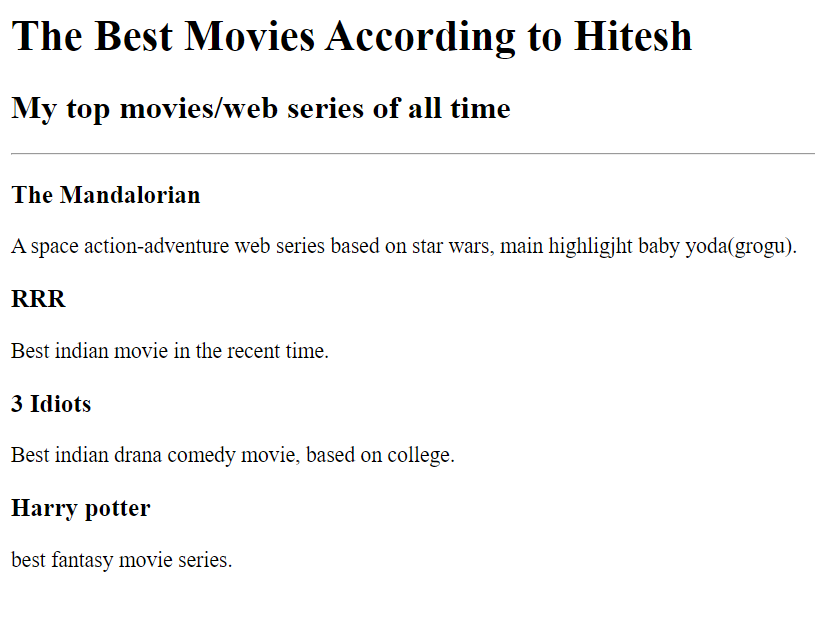 The Best Movies According to Hitesh
My top movies/web series of all time
The Mandalorian
A space action-adventure web series based on star wars, main highligjht baby yoda(grogu).
RRR
Best indian movie in the recent time.
3 Idiots
Best indian drana comedy movie, based on college.
Harry potter
best fantasy movie series.